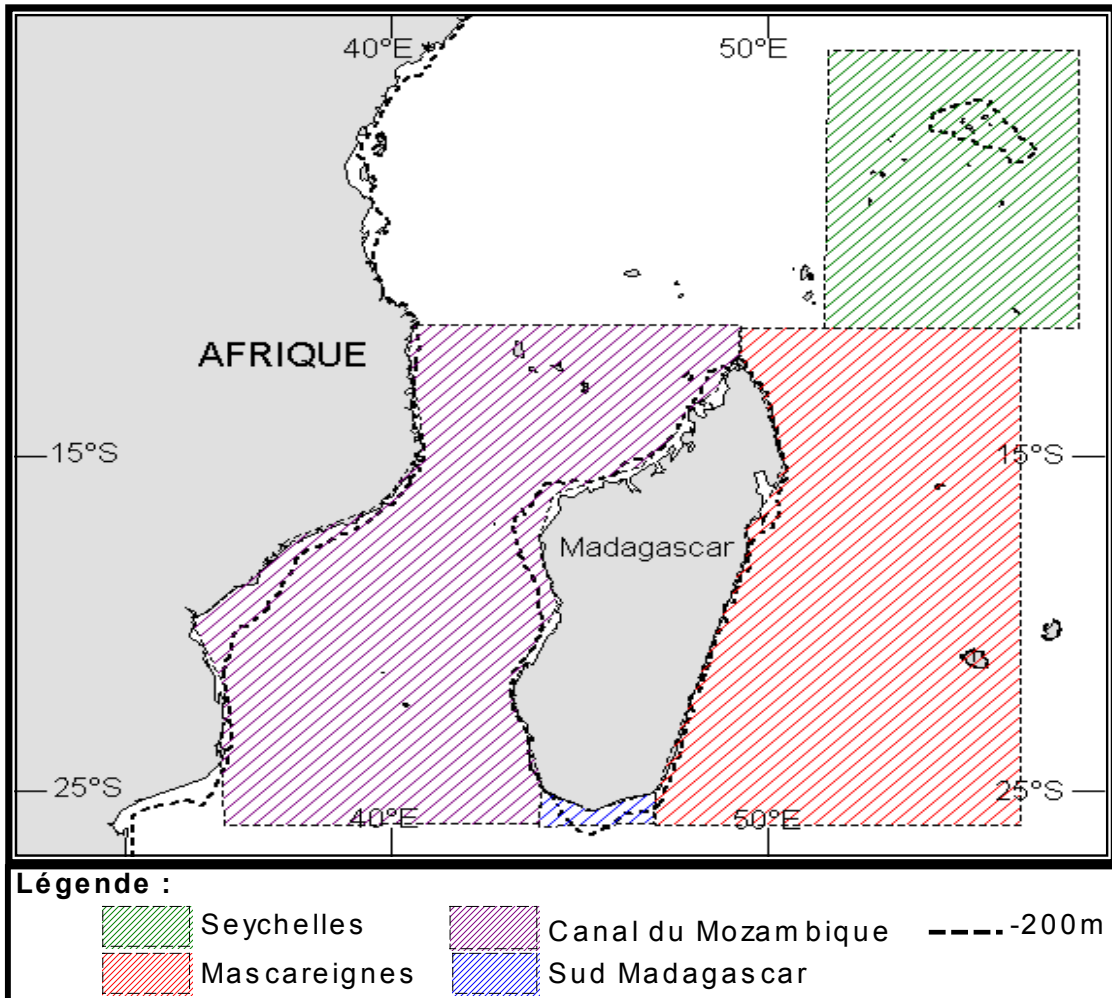 40°E 50°E
AFRIQUE
15°S 15°S
Madagascar
25°S 25°S
40°E 50°E
Légende :
Seychelles Canal du Mozambique -200m
Mascareignes Sud Madagascar